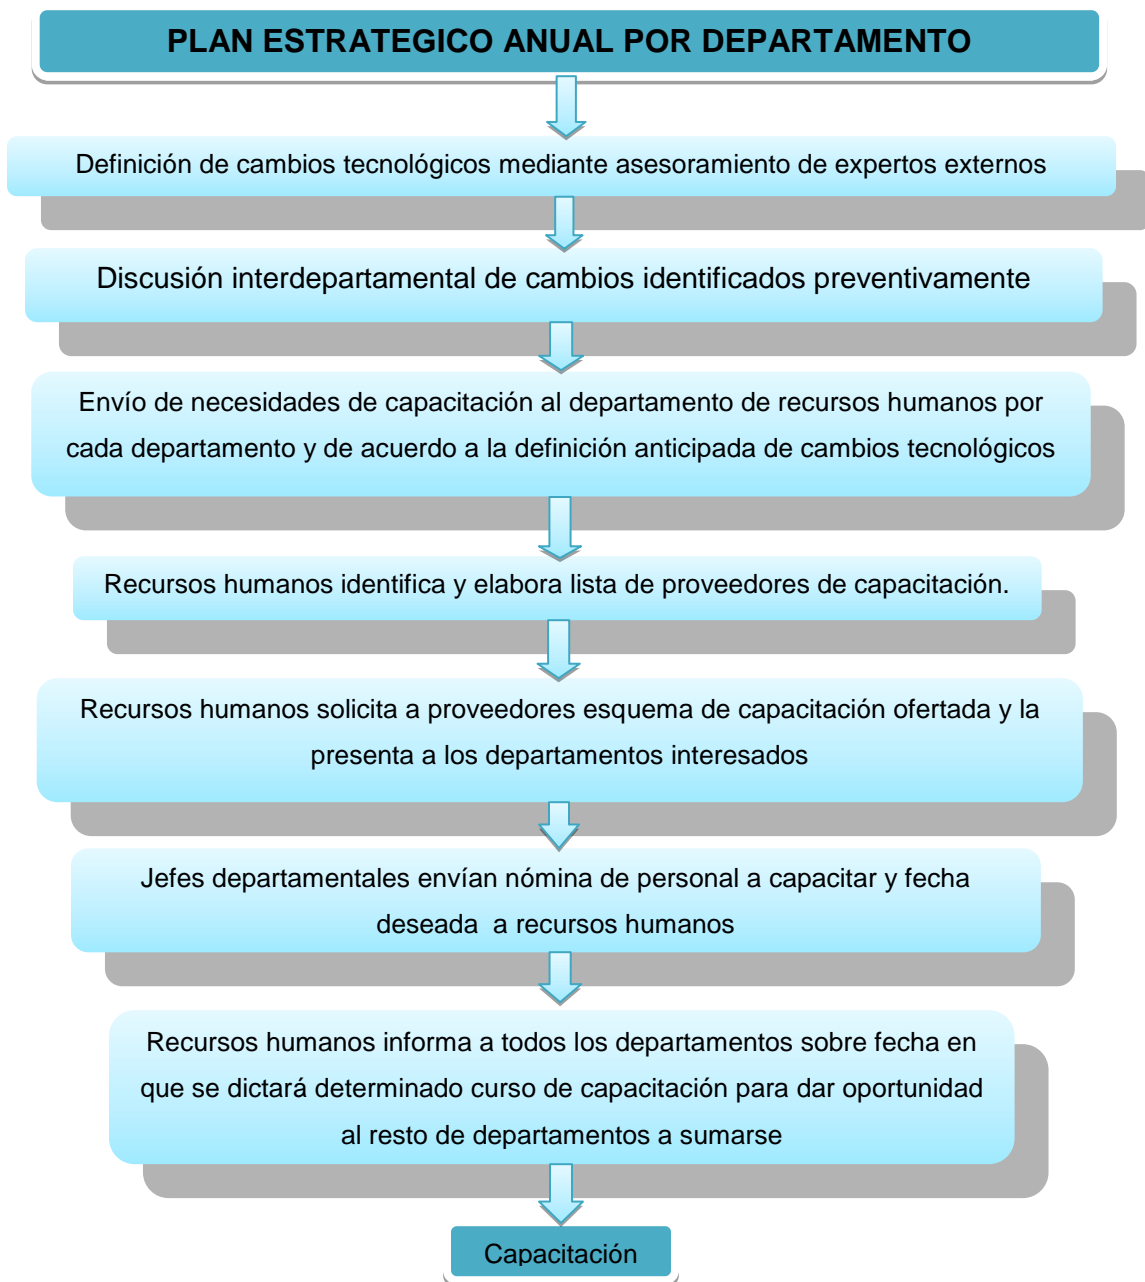 PLAN ESTRATEGICO ANUAL POR DEPARTAMENTO
Definición de cambios tecnológicos mediante asesoramiento de expertos externos
Discusión interdepartamental de cambios identificados preventivamente
Envío de necesidades de capacitación al departamento de recursos humanos por
cada departamento y de acuerdo a la definición anticipada de cambios tecnológicos
Recursos humanos identifica y elabora lista de proveedores de capacitación.
Recursos humanos solicita a proveedores esquema de capacitación ofertada y la
presenta a los departamentos interesados
Jefes departamentales envían nómina de personal a capacitar y fecha
deseada  a recursos humanos
Recursos humanos informa a todos los departamentos sobre fecha en
que se dictará determinado curso de capacitación para dar oportunidad
al resto de departamentos a sumarse
Capacitación